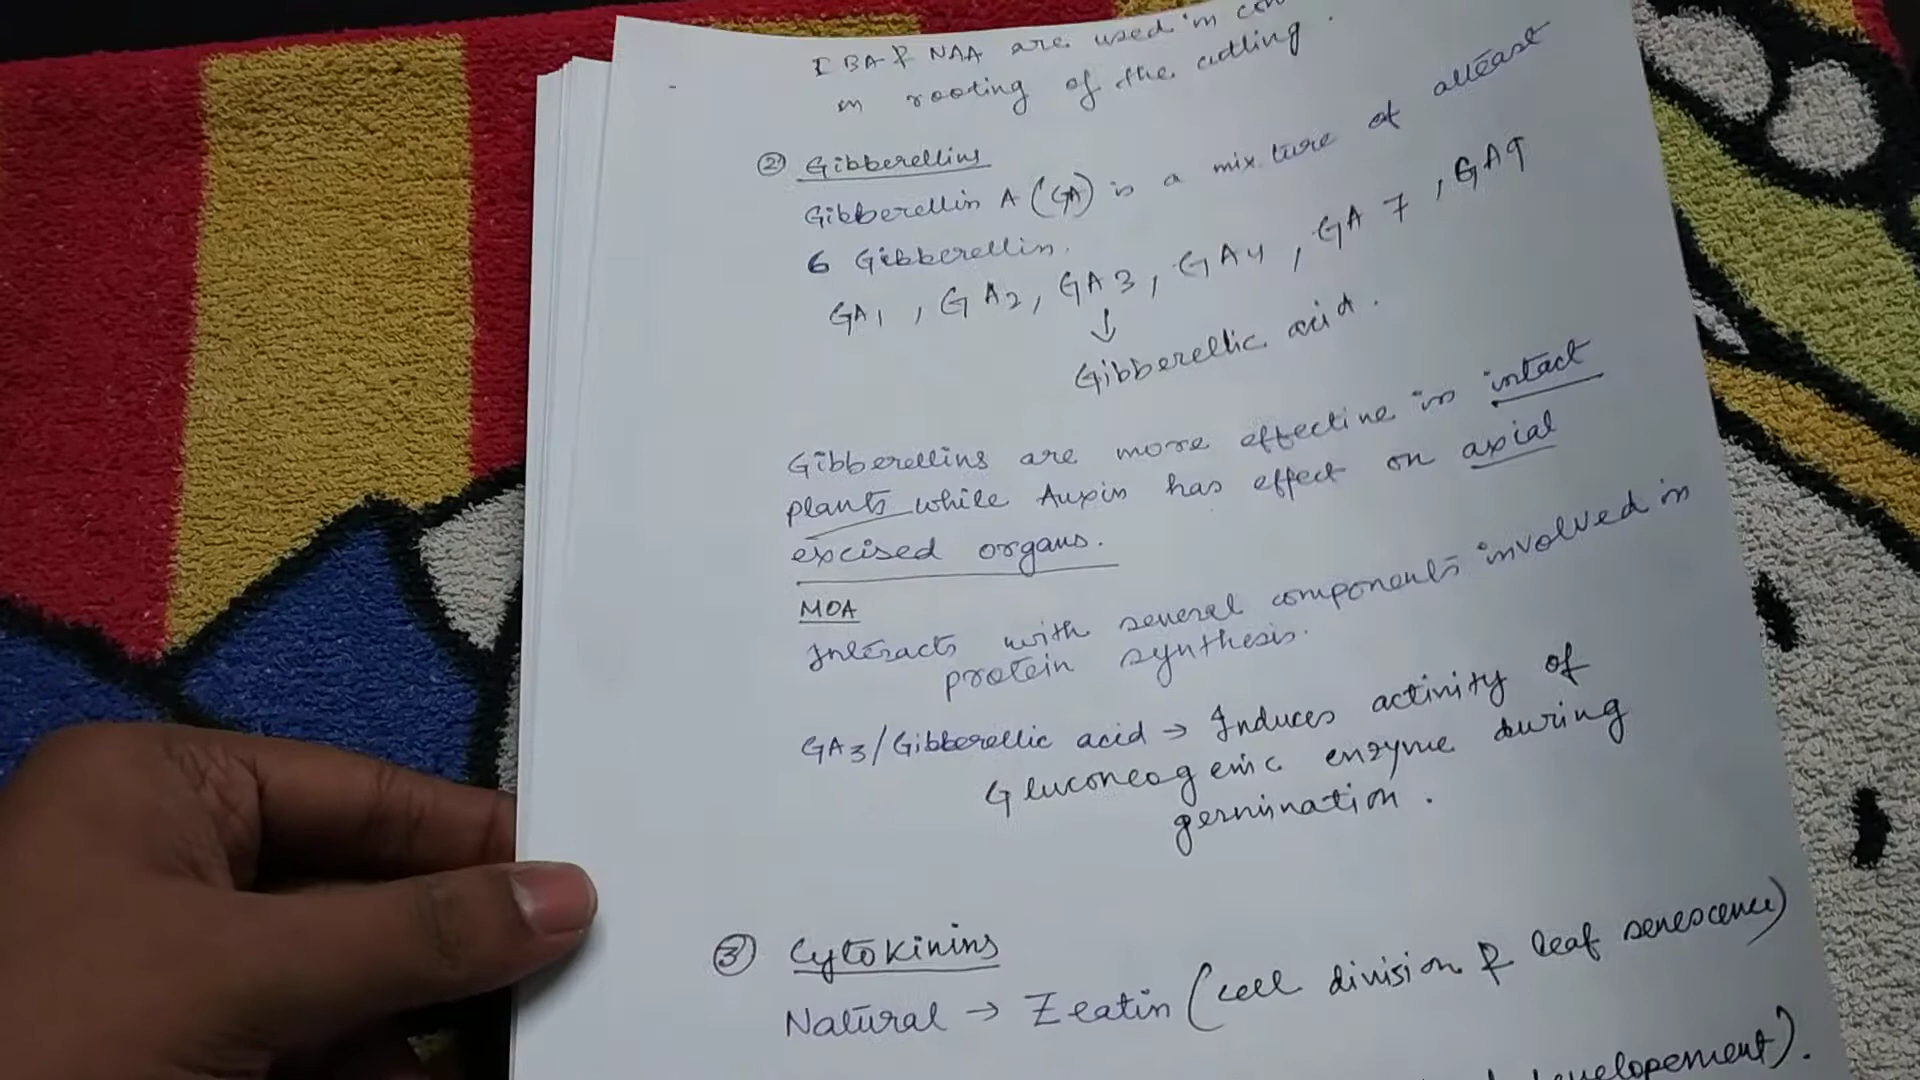 IBA & NAA are used in
in rooting of the cutling.
② Gibberellins
Gibberellin A (GA) is a mixture of atleast
6 Gibberellin.
GA1, GA2, GA3, GA4, GA7, GA9
↓
Gibberellic acid.
Gibberellins are more effective in intact
plants while Auxin has effect on axial
excised organs.
MOA
Interacts with several components involved in
protein synthesis.
GA3/Gibberellic acid → Induces activity of
Gluconeogenic enzyme during
germination.
③ Cytokinins
Natural → Zeatin (cell division & leaf senescence)
developement).